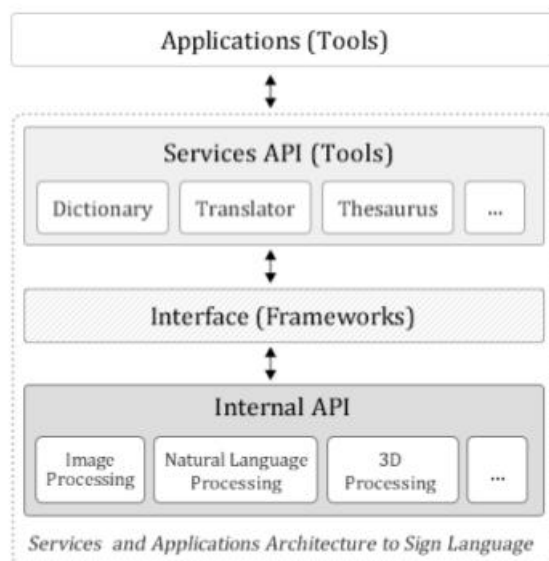 Applications (Tools)
Services API (Tools)
Dictionary
Translator
Thesaurus
...
Interface (Frameworks)
Internal API
Image
Processing
Natural Language
Processing
3D
Processing
...
Services and Applications Architecture to Sign Language